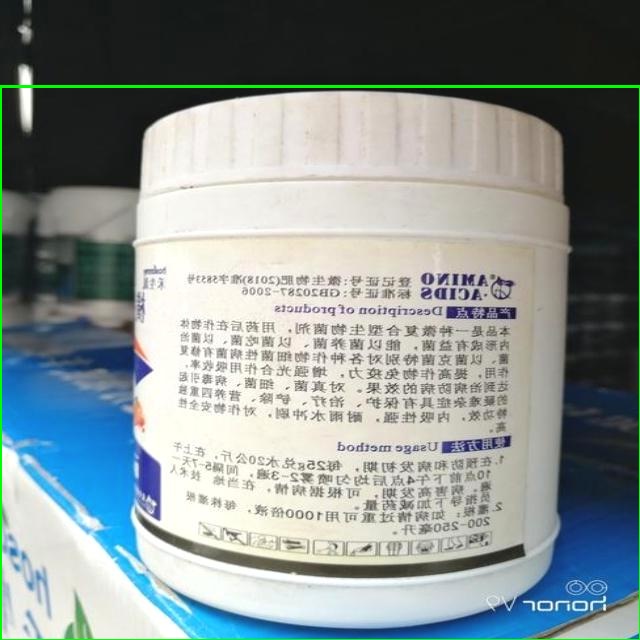 AMINO
ACIDS
登记证号：微生物肥(2018)准字5853号
标准证号：GB20287-2006
产品特点 Description of products
本品是一种微复合型生物菌剂，用药后在作物体
内形成有益菌，能以菌养菌，以菌吃菌，以菌治
菌，以菌克菌特别对各种作物细菌性病菌有修复
作用，提高作物免疫力，增强光合作用吸收率，
达到治病防病的效果。对真菌、细菌、病毒引起
的疑难杂症具有保护、治疗、铲除、营养四重独
特功效，内吸性强，耐雨水冲刷，对作物安全性
高。
使用方法 Usage method
1、在预防和病发初期，每25g兑水20公斤，在上午
10点前下午4点后均匀喷雾2-3遍，间隔5-7天一
遍，病害高发期，可根据病情，在当地技术人
员指导下加减药量。
2、灌根：如病情过重可用1000倍液，每株灌根
200-250毫升。
honor V9